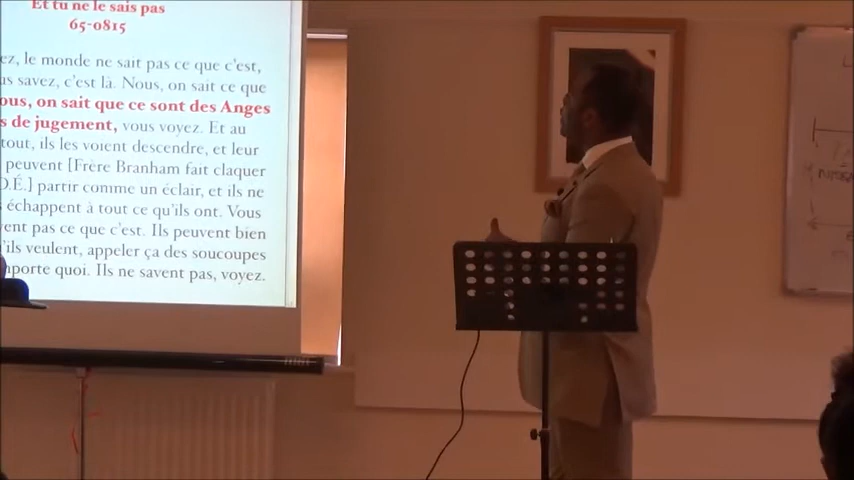 Et tu ne le sais pas
65-0815
ez, le monde ne sait pas ce que c'est,
us savez, c'est là. Nous, on sait ce que
ous, on sait que ce sont des Anges
s de jugement, vous voyez. Et au
tout, ils les voient descendre, et leur
peuvent [Frère Branham fait claquer
D.É.] partir comme un éclair, et ils ne
s échappent à tout ce qu'ils ont. Vous
vent pas ce que c'est. Ils peuvent bien
'ils veulent, appeler ça des soucoupes
mporte quoi. Ils ne savent pas, voyez.